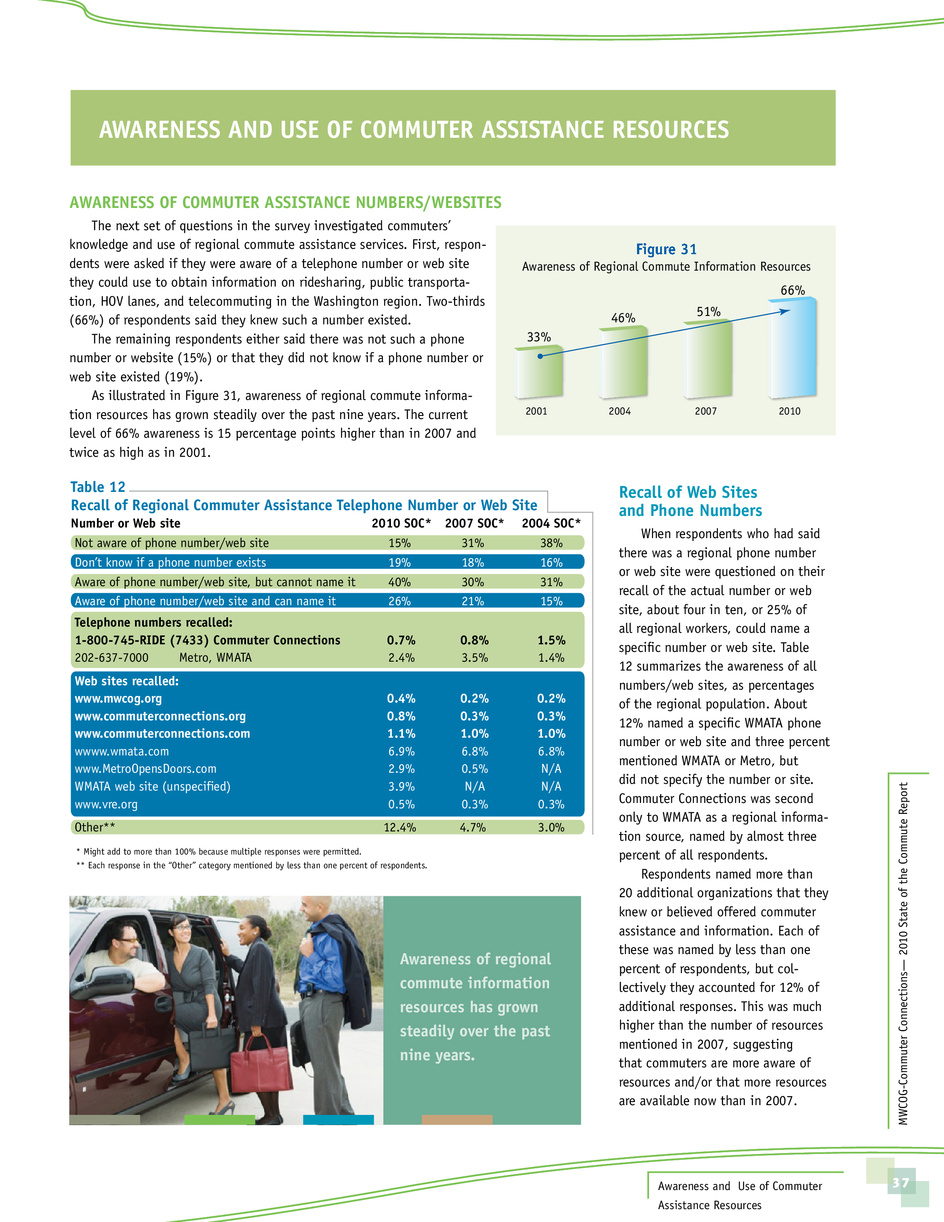 AWARENESS AND USE OF COMMUTER ASSISTANCE RESOURCES
AWARENESS OF COMMUTER ASSISTANCE NUMBERS/WEBSITES
The next set of questions in the survey investigated commuters’
knowledge and use of regional commute assistance services. First, respon-
dents were asked if they were aware of a telephone number or web site
they could use to obtain information on ridesharing, public transporta-
tion, HOV lanes, and telecommuting in the Washington region. Two-thirds
(66%) of respondents said they knew such a number existed.
The remaining respondents either said there was not such a phone
number or website (15%) or that they did not know if a phone number or
web site existed (19%).
As illustrated in Figure 31, awareness of regional commute informa-
tion resources has grown steadily over the past nine years. The current
level of 66% awareness is 15 percentage points higher than in 2007 and
twice as high as in 2001.
Figure 31
Awareness of Regional Commute Information Resources
33% 46% 51% 66%
2001 2004 2007 2010
Table 12
Recall of Regional Commuter Assistance Telephone Number or Web Site
Number or Web site 2010 SOC* 2007 SOC* 2004 SOC*
Not aware of phone number/web site 15% 31% 38%
Don’t know if a phone number exists 19% 18% 16%
Aware of phone number/web site, but cannot name it 40% 30% 31%
Aware of phone number/web site and can name it 26% 21% 15%
Telephone numbers recalled:
1-800-745-RIDE (7433) Commuter Connections 0.7% 0.8% 1.5%
202-637-7000 Metro, WMATA 2.4% 3.5% 1.4%
Web sites recalled:
www.mwcog.org 0.4% 0.2% 0.2%
www.commuterconnections.org 0.8% 0.3% 0.3%
www.commuterconnections.com 1.1% 1.0% 1.0%
wwww.wmata.com 6.9% 6.8% 6.8%
www.MetroOpensDoors.com 2.9% 0.5% N/A
WMATA web site (unspecified) 3.9% N/A N/A
www.vre.org 0.5% 0.3% 0.3%
Other** 12.4% 4.7% 3.0%
* Might add to more than 100% because multiple responses were permitted.
** Each response in the “Other” category mentioned by less than one percent of respondents.
Awareness of regional
commute information
resources has grown
steadily over the past
nine years.
Recall of Web Sites
and Phone Numbers
When respondents who had said
there was a regional phone number
or web site were questioned on their
recall of the actual number or web
site, about four in ten, or 25% of
all regional workers, could name a
specific number or web site. Table
12 summarizes the awareness of all
numbers/web sites, as percentages
of the regional population. About
12% named a specific WMATA phone
number or web site and three percent
mentioned WMATA or Metro, but
did not specify the number or site.
Commuter Connections was second
only to WMATA as a regional informa-
tion source, named by almost three
percent of all respondents.
Respondents named more than
20 additional organizations that they
knew or believed offered commuter
assistance and information. Each of
these was named by less than one
percent of respondents, but col-
lectively they accounted for 12% of
additional responses. This was much
higher than the number of resources
mentioned in 2007, suggesting
that commuters are more aware of
resources and/or that more resources
are available now than in 2007.
MWCOG-Commuter Connections— 2010 State of the Commute Report
Awareness and Use of Commuter
Assistance Resources
37